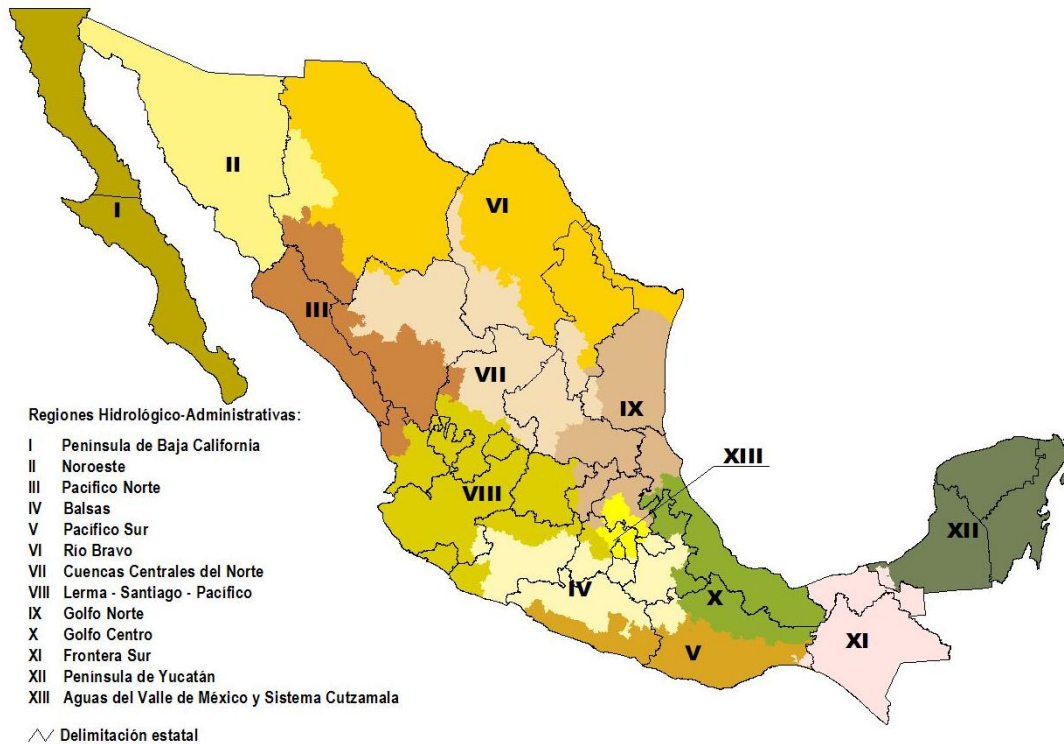 I
II
III
VI
VII
IX
XIII
VIII
IV
X
V
XI
XII
Regiones Hidrológico-Administrativas:
I Península de Baja California
II Noroeste
III Pacífico Norte
IV Balsas
V Pacífico Sur
VI Río Bravo
VII Cuencas Centrales del Norte
VIII Lerma - Santiago - Pacífico
IX Golfo Norte
X Golfo Centro
XI Frontera Sur
XII Península de Yucatán
XIII Aguas del Valle de México y Sistema Cutzamala
Delimitación estatal